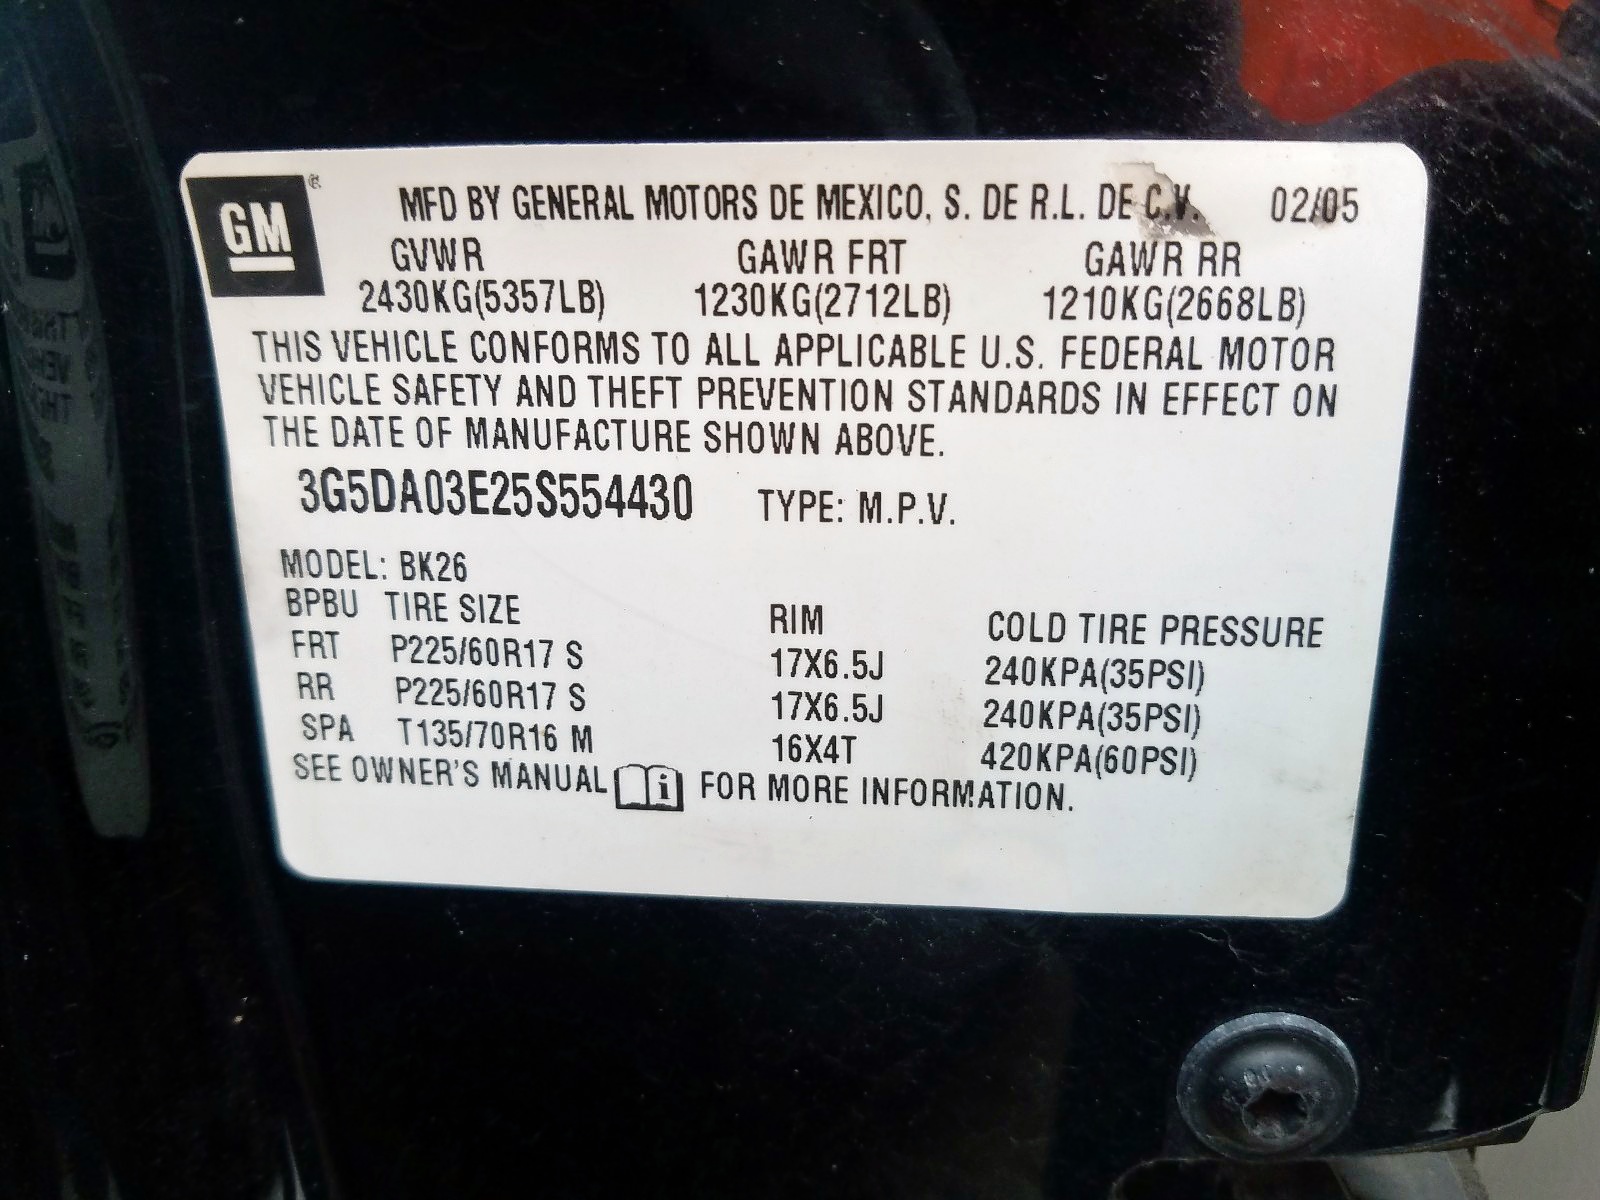 GM ®
MFD BY GENERAL MOTORS DE MEXICO, S. DE R.L. DE C.V. 02/05
GVWR GAWR FRT GAWR RR
2430KG(5357LB) 1230KG(2712LB) 1210KG(2668LB)
THIS VEHICLE CONFORMS TO ALL APPLICABLE U.S. FEDERAL MOTOR
VEHICLE SAFETY AND THEFT PREVENTION STANDARDS IN EFFECT ON
THE DATE OF MANUFACTURE SHOWN ABOVE.
3G5DA03E25S554430 TYPE: M.P.V.
MODEL: BK26
BPBU TIRE SIZE RIM COLD TIRE PRESSURE
FRT P225/60R17 S 17X6.5J 240KPA(35PSI)
RR P225/60R17 S 17X6.5J 240KPA(35PSI)
SPA T135/70R16 M 16X4T 420KPA(60PSI)
SEE OWNER'S MANUAL i FOR MORE INFORMATION.